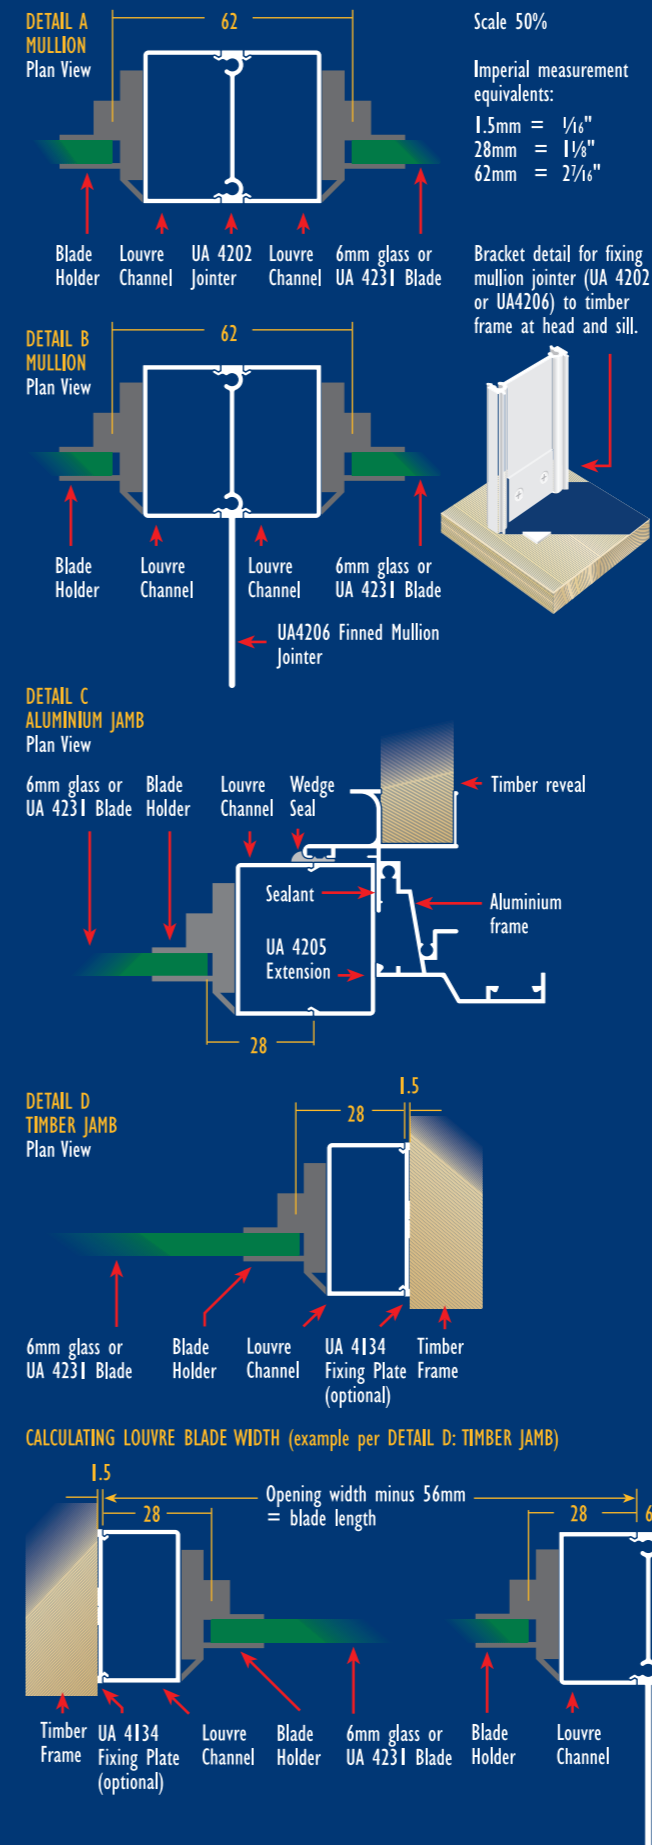 DETAIL A
MULLION
Plan View
62
Scale 50%
Imperial measurement
equivalents:
1.5mm = 1/16"
28mm = 1 1/8"
62mm = 2 7/16"
Blade
Holder
Louvre
Channel
UA 4202
Jointer
Louvre
Channel
6mm glass or
UA 4231 Blade
Bracket detail for fixing
mullion jointer (UA 4202
or UA4206) to timber
frame at head and sill.
DETAIL B
MULLION
Plan View
62
Blade
Holder
Louvre
Channel
Louvre
Channel
6mm glass or
UA 4231 Blade
UA4206 Finned Mullion
Jointer
DETAIL C
ALUMINIUM JAMB
Plan View
6mm glass or
UA 4231 Blade
Blade
Holder
Louvre
Channel
Wedge
Seal
Timber reveal
Sealant
Aluminium
frame
UA 4205
Extension
28
DETAIL D
TIMBER JAMB
Plan View
1.5
28
6mm glass or
UA 4231 Blade
Blade
Holder
Louvre
Channel
UA 4134
Fixing Plate
(optional)
Timber
Frame
CALCULATING LOUVRE BLADE WIDTH (example per DETAIL D: TIMBER JAMB)
1.5
28
Opening width minus 56mm
= blade length
28
6
Timber
Frame
UA 4134
Fixing Plate
(optional)
Louvre
Channel
Blade
Holder
6mm glass or
UA 4231 Blade
Blade
Holder
Louvre
Channel